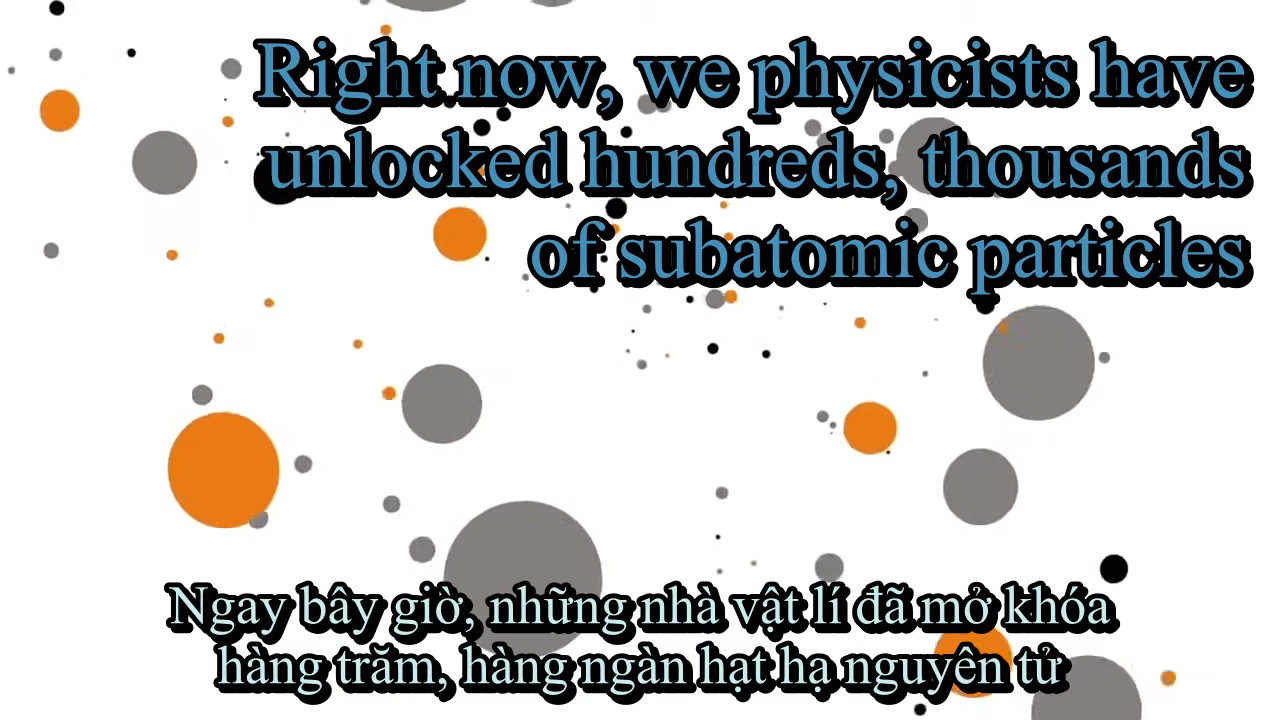 Right now, we physicists have
unlocked hundreds, thousands
of subatomic particles
Ngay bây giờ, những nhà vật lí đã mở khóa
hàng trăm, hàng ngàn hạt hạ nguyên tử